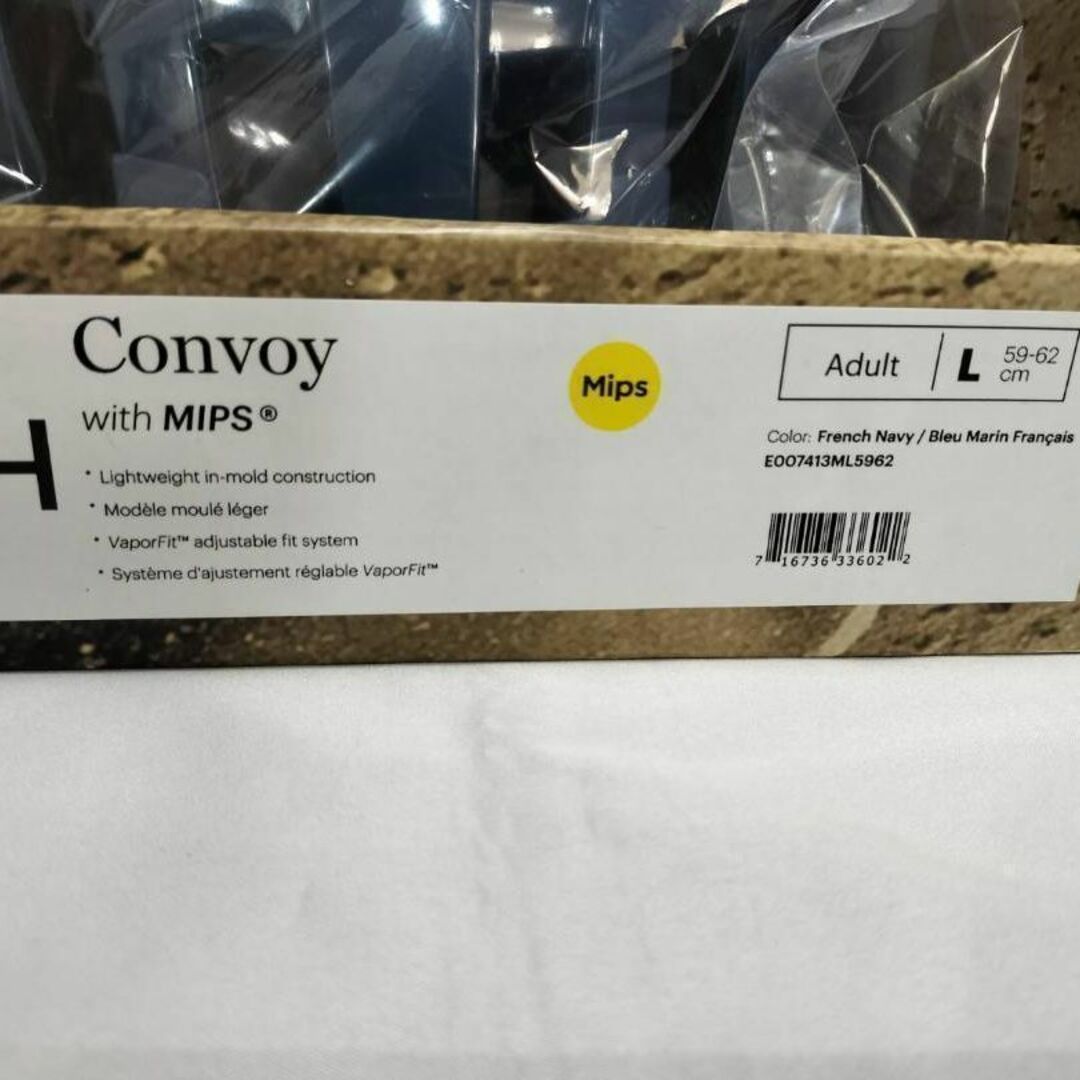 Convoy
with MIPS®
H
• Lightweight in-mold construction
• Modèle moulé léger
• VaporFit™ adjustable fit system
• Système d'ajustement réglable VaporFit™
Mips
Adult L 59-62 cm
Color: French Navy / Bleu Marin Français
E007413ML5962
7 16736 33602 2